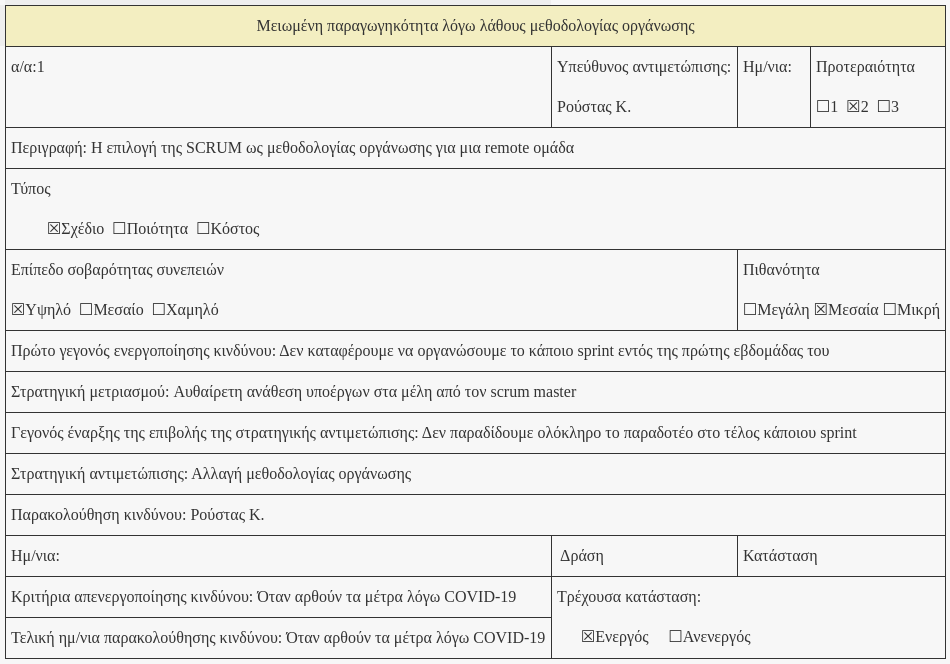 Μειωμένη παραγωγηκότητα λόγω λάθους μεθοδολογίας οργάνωσης
α/α:1
Υπεύθυνος αντιμετώπισης:
Ρούστας Κ.
Ημ/νια:
Προτεραιότητα
☐1 ☒2 ☐3
Περιγραφή: Η επιλογή της SCRUM ως μεθοδολογίας οργάνωσης για μια remote ομάδα
Τύπος
☒Σχέδιο ☐Ποιότητα ☐Κόστος
Επίπεδο σοβαρότητας συνεπειών
☒Υψηλό ☐Μεσαίο ☐Χαμηλό
Πιθανότητα
☐Μεγάλη ☒Μεσαία ☐Μικρή
Πρώτο γεγονός ενεργοποίησης κινδύνου: Δεν καταφέρουμε να οργανώσουμε το κάποιο sprint εντός της πρώτης εβδομάδας του
Στρατηγική μετριασμού: Αυθαίρετη ανάθεση υποέργων στα μέλη από τον scrum master
Γεγονός έναρξης της επιβολής της στρατηγικής αντιμετώπισης: Δεν παραδίδουμε ολόκληρο το παραδοτέο στο τέλος κάποιου sprint
Στρατηγική αντιμετώπισης: Αλλαγή μεθοδολογίας οργάνωσης
Παρακολούθηση κινδύνου: Ρούστας Κ.
Ημ/νια:
Δράση
Κατάσταση
Κριτήρια απενεργοποίησης κινδύνου: Όταν αρθούν τα μέτρα λόγω COVID-19
Τελική ημ/νια παρακολούθησης κινδύνου: Όταν αρθούν τα μέτρα λόγω COVID-19
Τρέχουσα κατάσταση:
☒Ενεργός ☐Ανενεργός